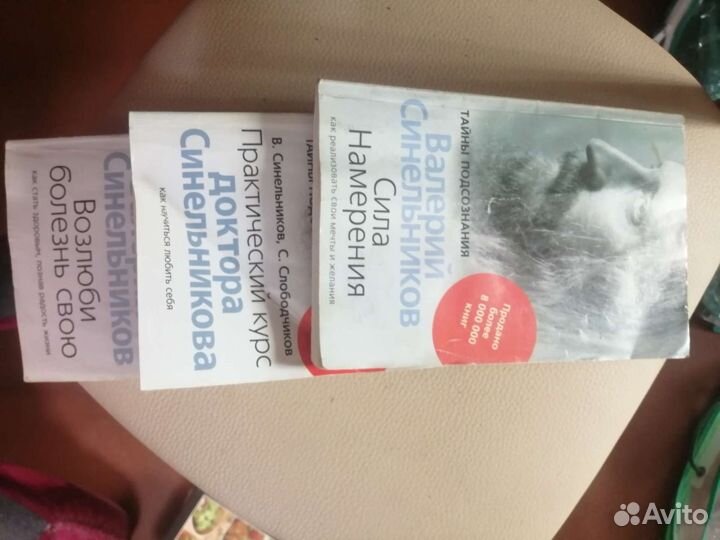 ТАЙНЫ ПОДСОЗНАНИЯ
Валерий
Синельников
Сила
Намерения
как реализовать свои мечты и желания
Продано
более
8 000 000
книг
В. Синельников, С. Слободчиков
Практический курс
доктора
Синельникова
как научиться любить себя
Синельников
Возлюби
болезнь свою
как стать здоровым, познав радость жизни
Avito